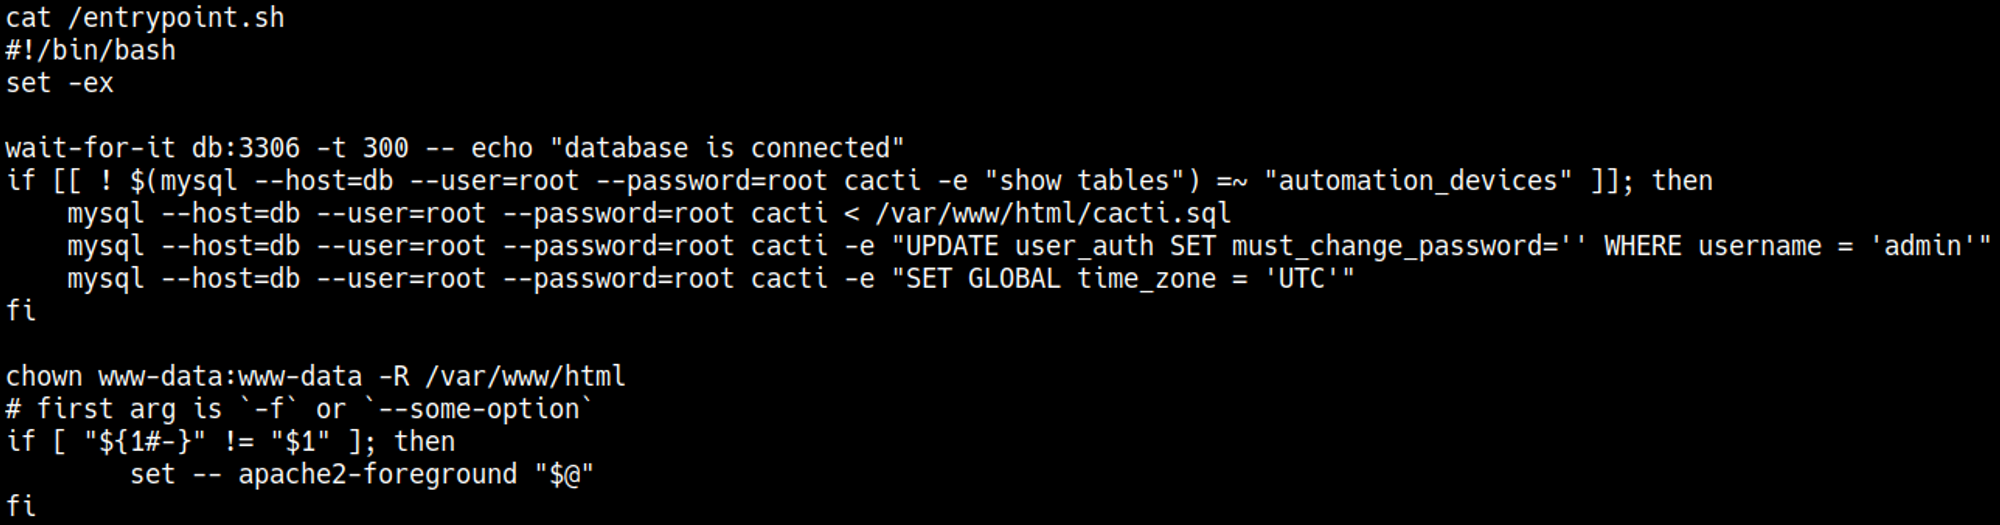 cat /entrypoint.sh
#!/bin/bash
set -ex

wait-for-it db:3306 -t 300 -- echo "database is connected"
if [[ ! $(mysql --host=db --user=root --password=root cacti -e "show tables") =~ "automation_devices" ]]; then
    mysql --host=db --user=root --password=root cacti < /var/www/html/cacti.sql
    mysql --host=db --user=root --password=root cacti -e "UPDATE user_auth SET must_change_password='' WHERE username = 'admin'"
    mysql --host=db --user=root --password=root cacti -e "SET GLOBAL time_zone = 'UTC'"
fi

chown www-data:www-data -R /var/www/html
# first arg is `-f` or `--some-option`
if [ "${1#-}" != "$1" ]; then
        set -- apache2-foreground "$@"
fi